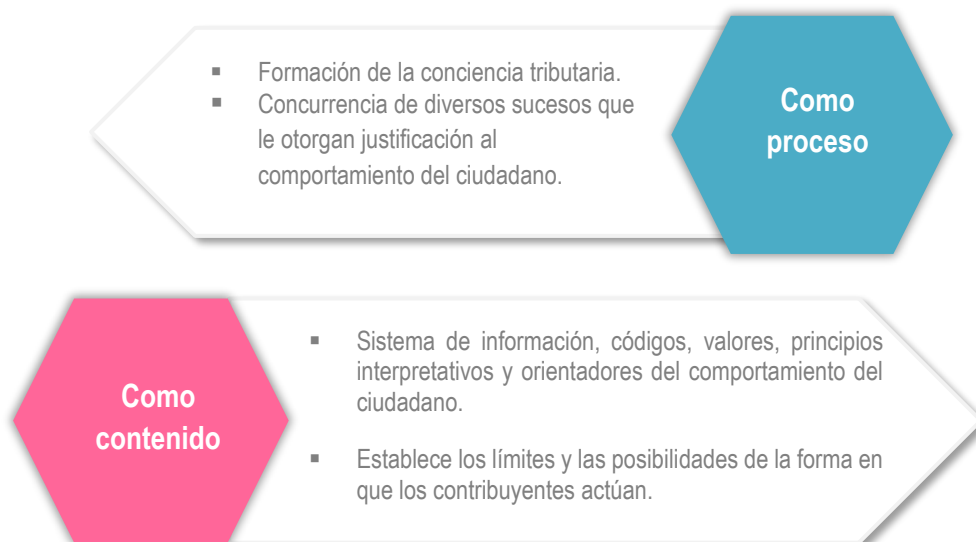 ▪ Formación de la conciencia tributaria.
▪ Concurrencia de diversos sucesos que
le otorgan justificación al
comportamiento del ciudadano.
Como
proceso
Como
contenido
▪ Sistema de información, códigos, valores, principios
interpretativos y orientadores del comportamiento del
ciudadano.
▪ Establece los límites y las posibilidades de la forma en
que los contribuyentes actúan.